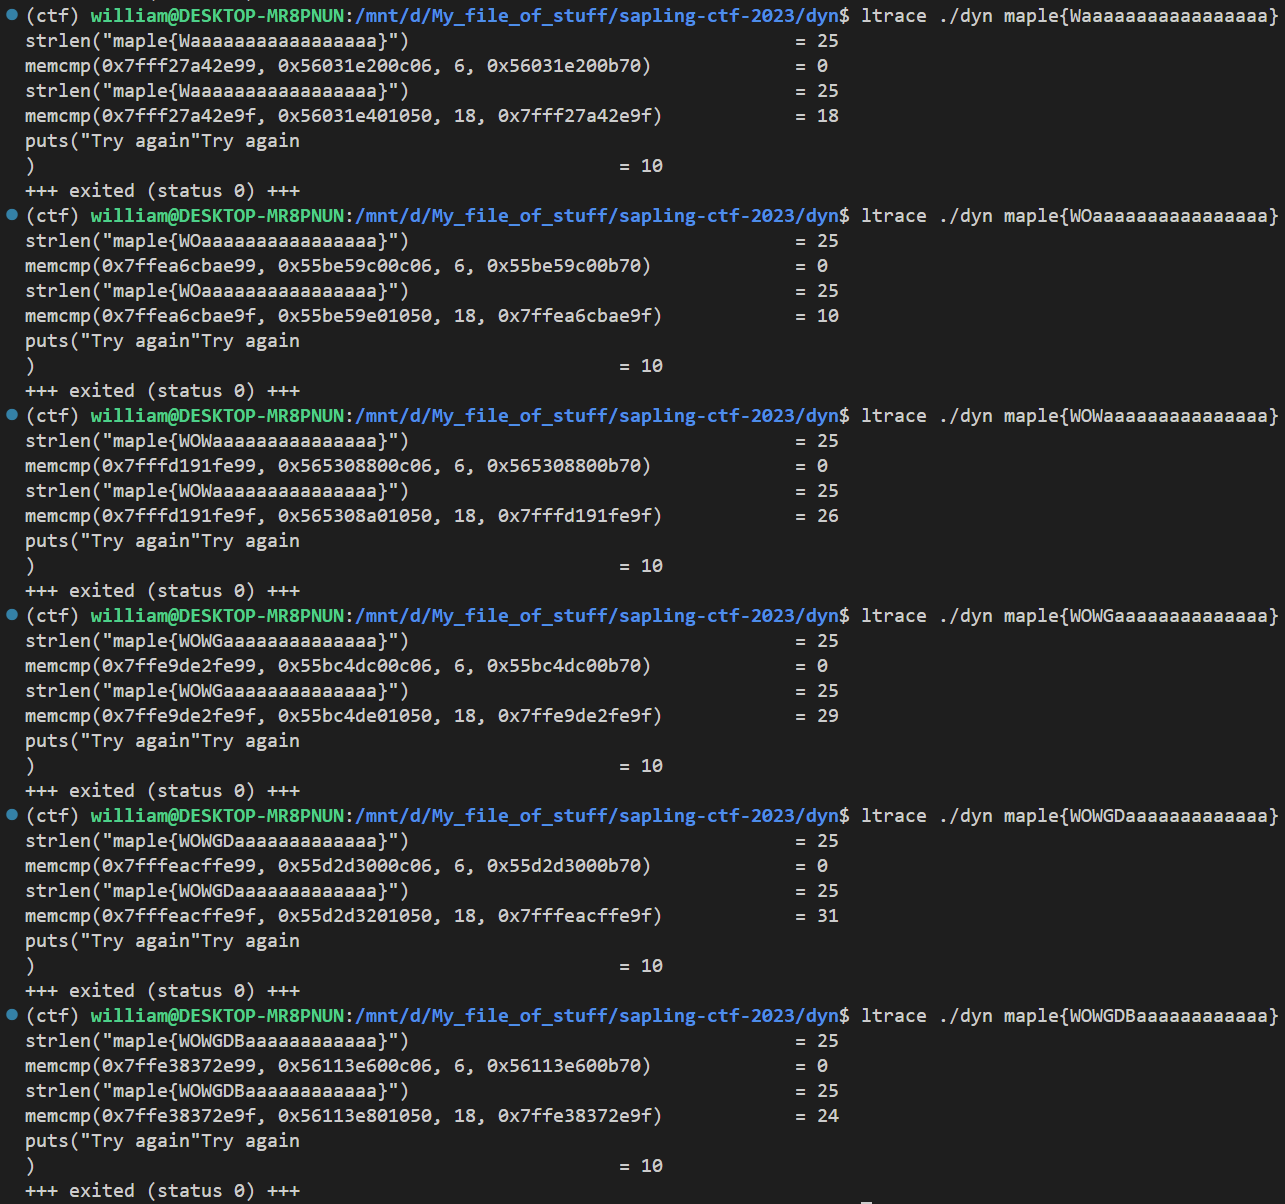 (ctf) william@DESKTOP-MR8PNUN:/mnt/d/My_file_of_stuff/sapling-ctf-2023/dyn$ ltrace ./dyn maple{Waaaaaaaaaaaaaaaaa}
strlen("maple{Waaaaaaaaaaaaaaaaa}") = 25
memcmp(0x7fff27a42e99, 0x56031e200c06, 6, 0x56031e200b70) = 0
strlen("maple{Waaaaaaaaaaaaaaaaa}") = 25
memcmp(0x7fff27a42e9f, 0x56031e401050, 18, 0x7fff27a42e9f) = 18
puts("Try again"Try again
) = 10
+++ exited (status 0) +++
(ctf) william@DESKTOP-MR8PNUN:/mnt/d/My_file_of_stuff/sapling-ctf-2023/dyn$ ltrace ./dyn maple{WOaaaaaaaaaaaaaaaa}
strlen("maple{WOaaaaaaaaaaaaaaaa}") = 25
memcmp(0x7ffea6cbae99, 0x55be59c00c06, 6, 0x55be59c00b70) = 0
strlen("maple{WOaaaaaaaaaaaaaaaa}") = 25
memcmp(0x7ffea6cbae9f, 0x55be59e01050, 18, 0x7ffea6cbae9f) = 10
puts("Try again"Try again
) = 10
+++ exited (status 0) +++
(ctf) william@DESKTOP-MR8PNUN:/mnt/d/My_file_of_stuff/sapling-ctf-2023/dyn$ ltrace ./dyn maple{WOWaaaaaaaaaaaaaaa}
strlen("maple{WOWaaaaaaaaaaaaaaa}") = 25
memcmp(0x7fffd191fe99, 0x565308800c06, 6, 0x565308800b70) = 0
strlen("maple{WOWaaaaaaaaaaaaaaa}") = 25
memcmp(0x7fffd191fe9f, 0x565308a01050, 18, 0x7fffd191fe9f) = 26
puts("Try again"Try again
) = 10
+++ exited (status 0) +++
(ctf) william@DESKTOP-MR8PNUN:/mnt/d/My_file_of_stuff/sapling-ctf-2023/dyn$ ltrace ./dyn maple{WOWGaaaaaaaaaaaaaa}
strlen("maple{WOWGaaaaaaaaaaaaaa}") = 25
memcmp(0x7ffe9de2fe99, 0x55bc4dc00c06, 6, 0x55bc4dc00b70) = 0
strlen("maple{WOWGaaaaaaaaaaaaaa}") = 25
memcmp(0x7ffe9de2fe9f, 0x55bc4de01050, 18, 0x7ffe9de2fe9f) = 29
puts("Try again"Try again
) = 10
+++ exited (status 0) +++
(ctf) william@DESKTOP-MR8PNUN:/mnt/d/My_file_of_stuff/sapling-ctf-2023/dyn$ ltrace ./dyn maple{WOWGDaaaaaaaaaaaaa}
strlen("maple{WOWGDaaaaaaaaaaaaa}") = 25
memcmp(0x7fffeacffe99, 0x55d2d3000c06, 6, 0x55d2d3000b70) = 0
strlen("maple{WOWGDaaaaaaaaaaaaa}") = 25
memcmp(0x7fffeacffe9f, 0x55d2d3201050, 18, 0x7fffeacffe9f) = 31
puts("Try again"Try again
) = 10
+++ exited (status 0) +++
(ctf) william@DESKTOP-MR8PNUN:/mnt/d/My_file_of_stuff/sapling-ctf-2023/dyn$ ltrace ./dyn maple{WOWGDBaaaaaaaaaaaa}
strlen("maple{WOWGDBaaaaaaaaaaaa}") = 25
memcmp(0x7ffe38372e99, 0x56113e600c06, 6, 0x56113e600b70) = 0
strlen("maple{WOWGDBaaaaaaaaaaaa}") = 25
memcmp(0x7ffe38372e9f, 0x56113e801050, 18, 0x7ffe38372e9f) = 24
puts("Try again"Try again
) = 10
+++ exited (status 0) +++